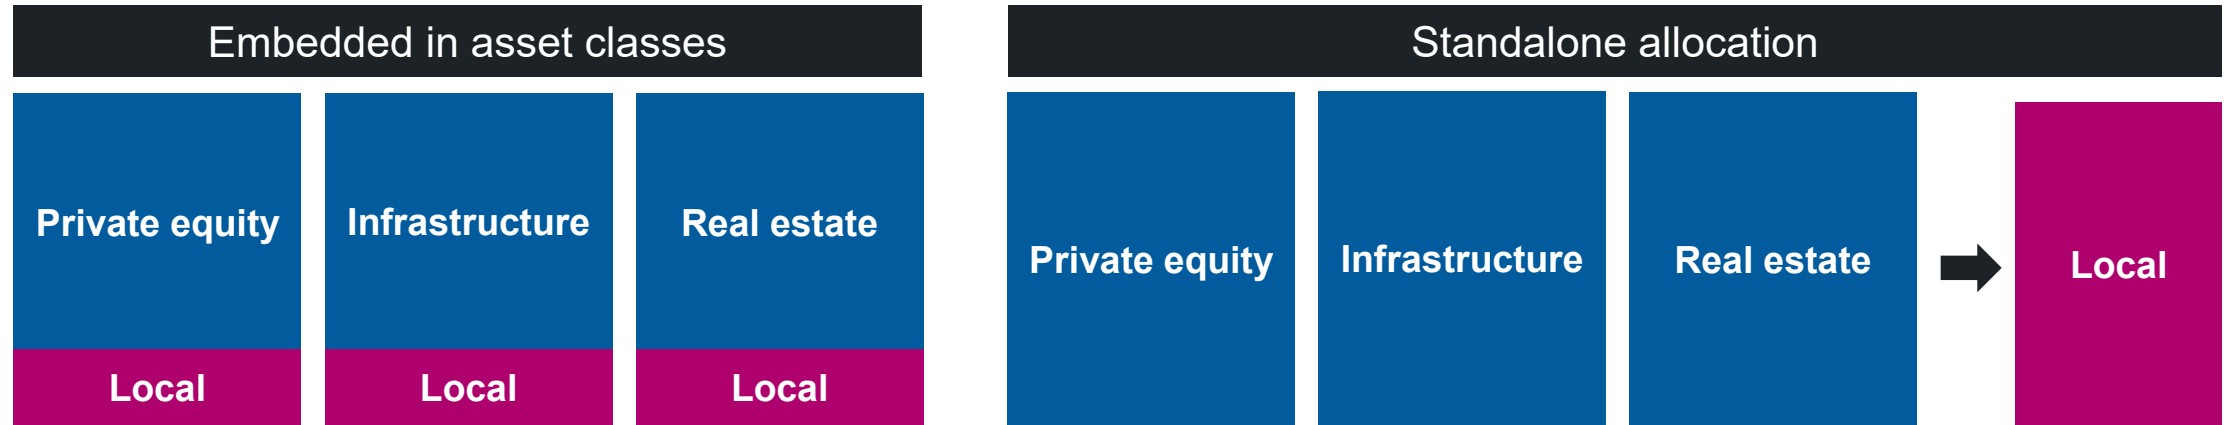 Embedded in asset classes
Private equity
Infrastructure
Real estate
Local
Local
Local
Standalone allocation
Private equity
Infrastructure
Real estate
Local